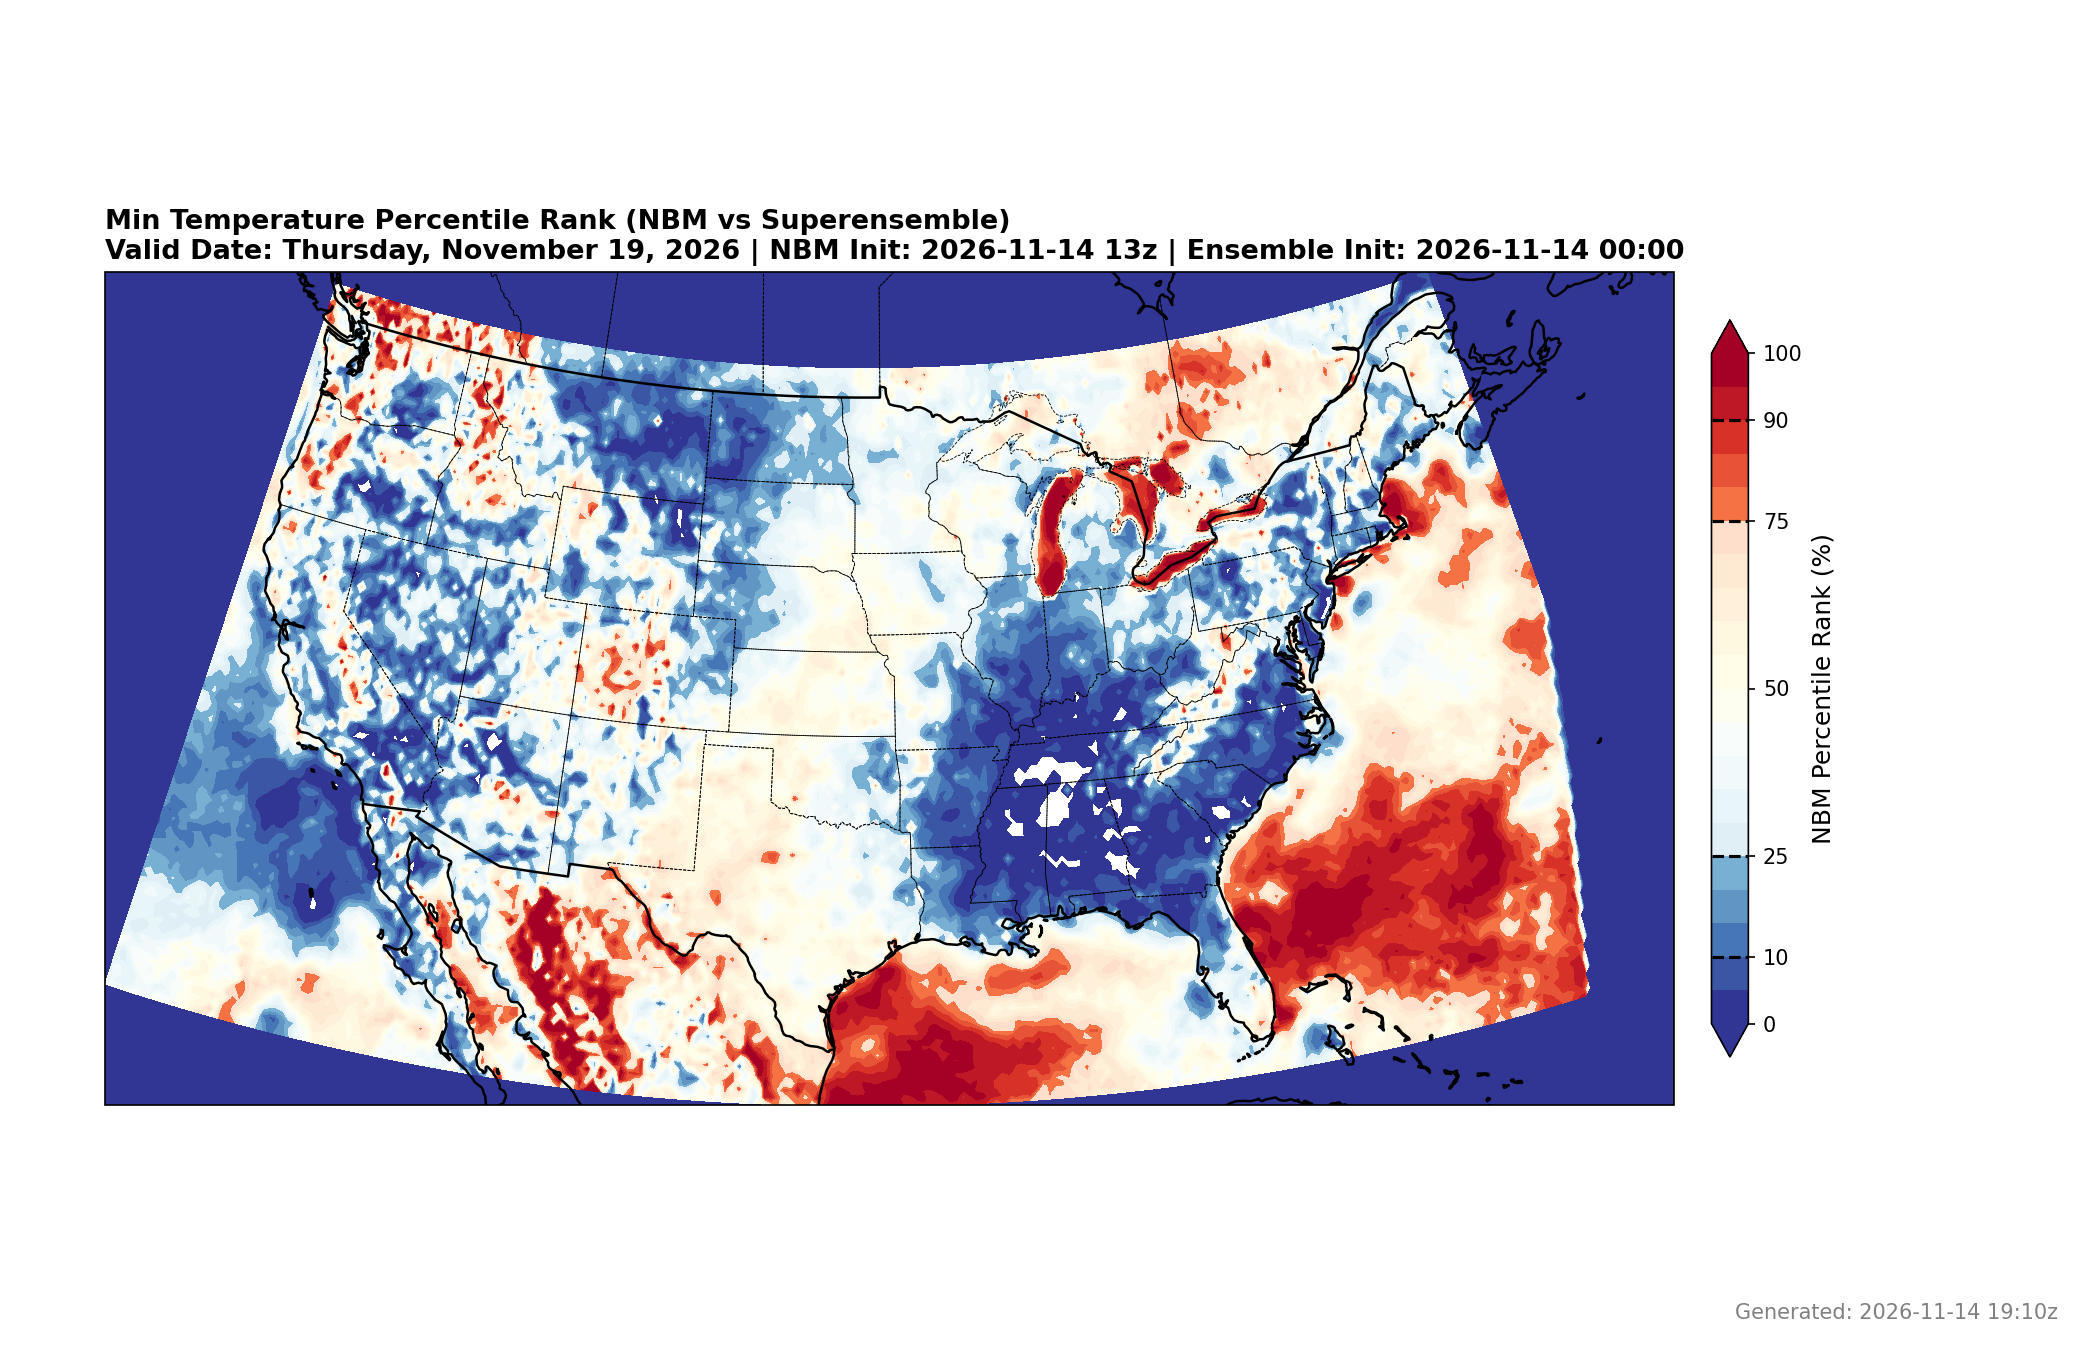 Min Temperature Percentile Rank (NBM vs Superensemble)
Valid Date: Thursday, November 19, 2026 | NBM Init: 2026-11-14 13z | Ensemble Init: 2026-11-14 00:00
100
90
75
50
25
10
0
NBM Percentile Rank (%)
Generated: 2026-11-14 19:10z